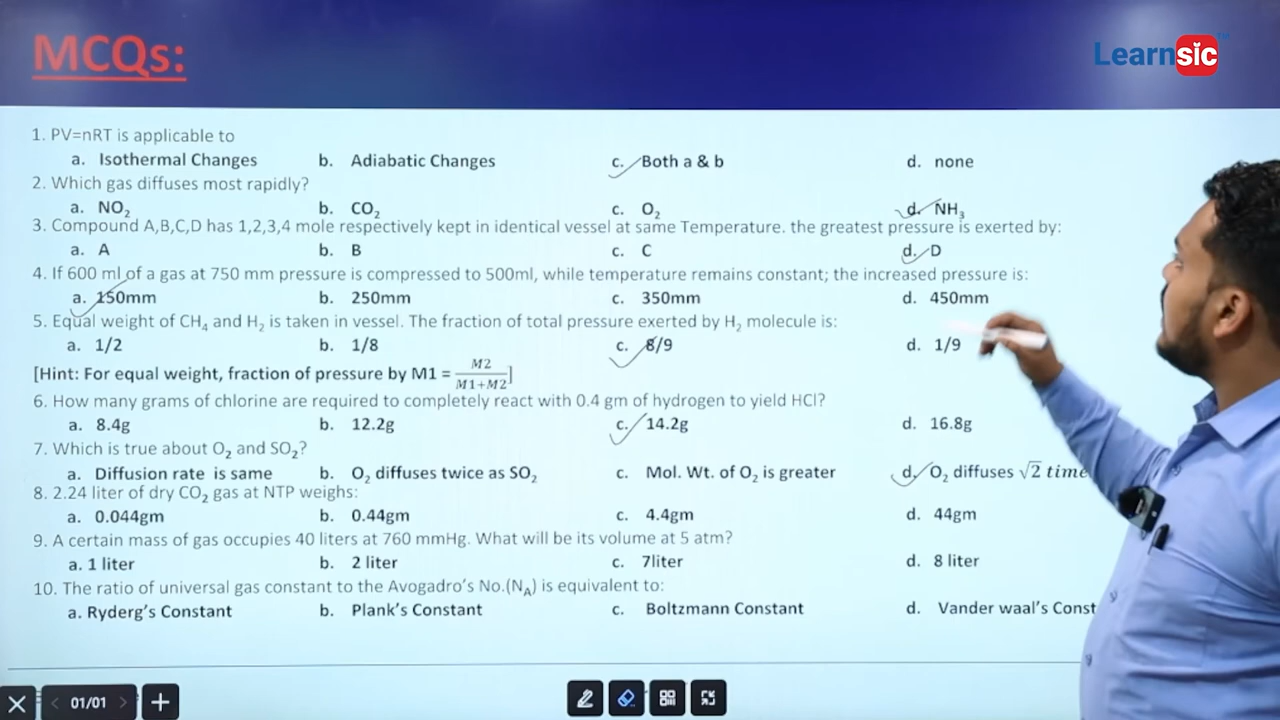 MCQs:
Learnsic™
1. PV=nRT is applicable to
a. Isothermal Changes b. Adiabatic Changes c. Both a & b d. none
2. Which gas diffuses most rapidly?
a. NO₂ b. CO₂ c. O₂ d. NH₃
3. Compound A,B,C,D has 1,2,3,4 mole respectively kept in identical vessel at same Temperature. the greatest pressure is exerted by:
a. A b. B c. C d. D
4. If 600 ml of a gas at 750 mm pressure is compressed to 500ml, while temperature remains constant; the increased pressure is:
a. 150mm b. 250mm c. 350mm d. 450mm
5. Equal weight of CH₄ and H₂ is taken in vessel. The fraction of total pressure exerted by H₂ molecule is:
a. 1/2 b. 1/8 c. 8/9 d. 1/9
[Hint: For equal weight, fraction of pressure by M1 = M2/(M1+M2)]
6. How many grams of chlorine are required to completely react with 0.4 gm of hydrogen to yield HCl?
a. 8.4g b. 12.2g c. 14.2g d. 16.8g
7. Which is true about O₂ and SO₂?
a. Diffusion rate is same b. O₂ diffuses twice as SO₂ c. Mol. Wt. of O₂ is greater d. O₂ diffuses √2 time
8. 2.24 liter of dry CO₂ gas at NTP weighs:
a. 0.044gm b. 0.44gm c. 4.4gm d. 44gm
9. A certain mass of gas occupies 40 liters at 760 mmHg. What will be its volume at 5 atm?
a. 1 liter b. 2 liter c. 7liter d. 8 liter
10. The ratio of universal gas constant to the Avogadro's No.(N_A) is equivalent to:
a. Ryderg's Constant b. Plank's Constant c. Boltzmann Constant d. Vander waal's Const
01/01